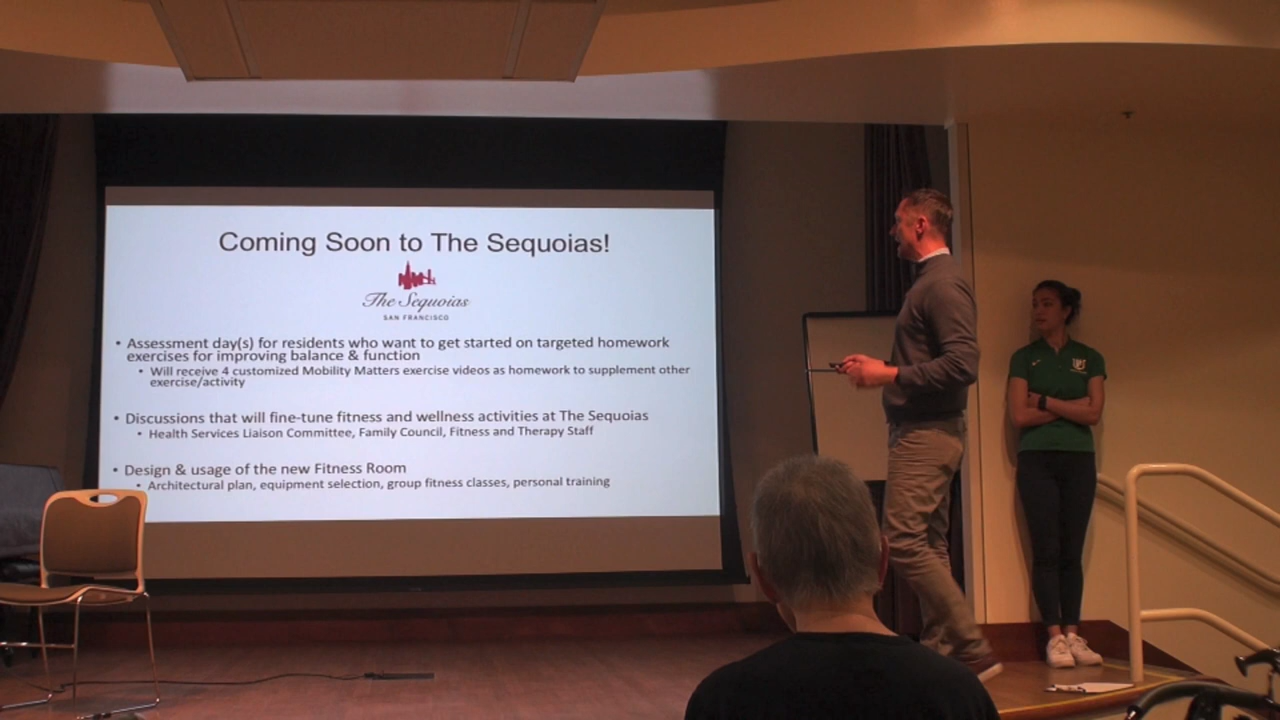 Coming Soon to The Sequoias!
The Sequoias
SAN FRANCISCO
• Assessment day(s) for residents who want to get started on targeted homework
exercises for improving balance & function
• Will receive 4 customized Mobility Matters exercise videos as homework to supplement other
exercise/activity
• Discussions that will fine-tune fitness and wellness activities at The Sequoias
• Health Services Liaison Committee, Family Council, Fitness and Therapy Staff
• Design & usage of the new Fitness Room
• Architectural plan, equipment selection, group fitness classes, personal training